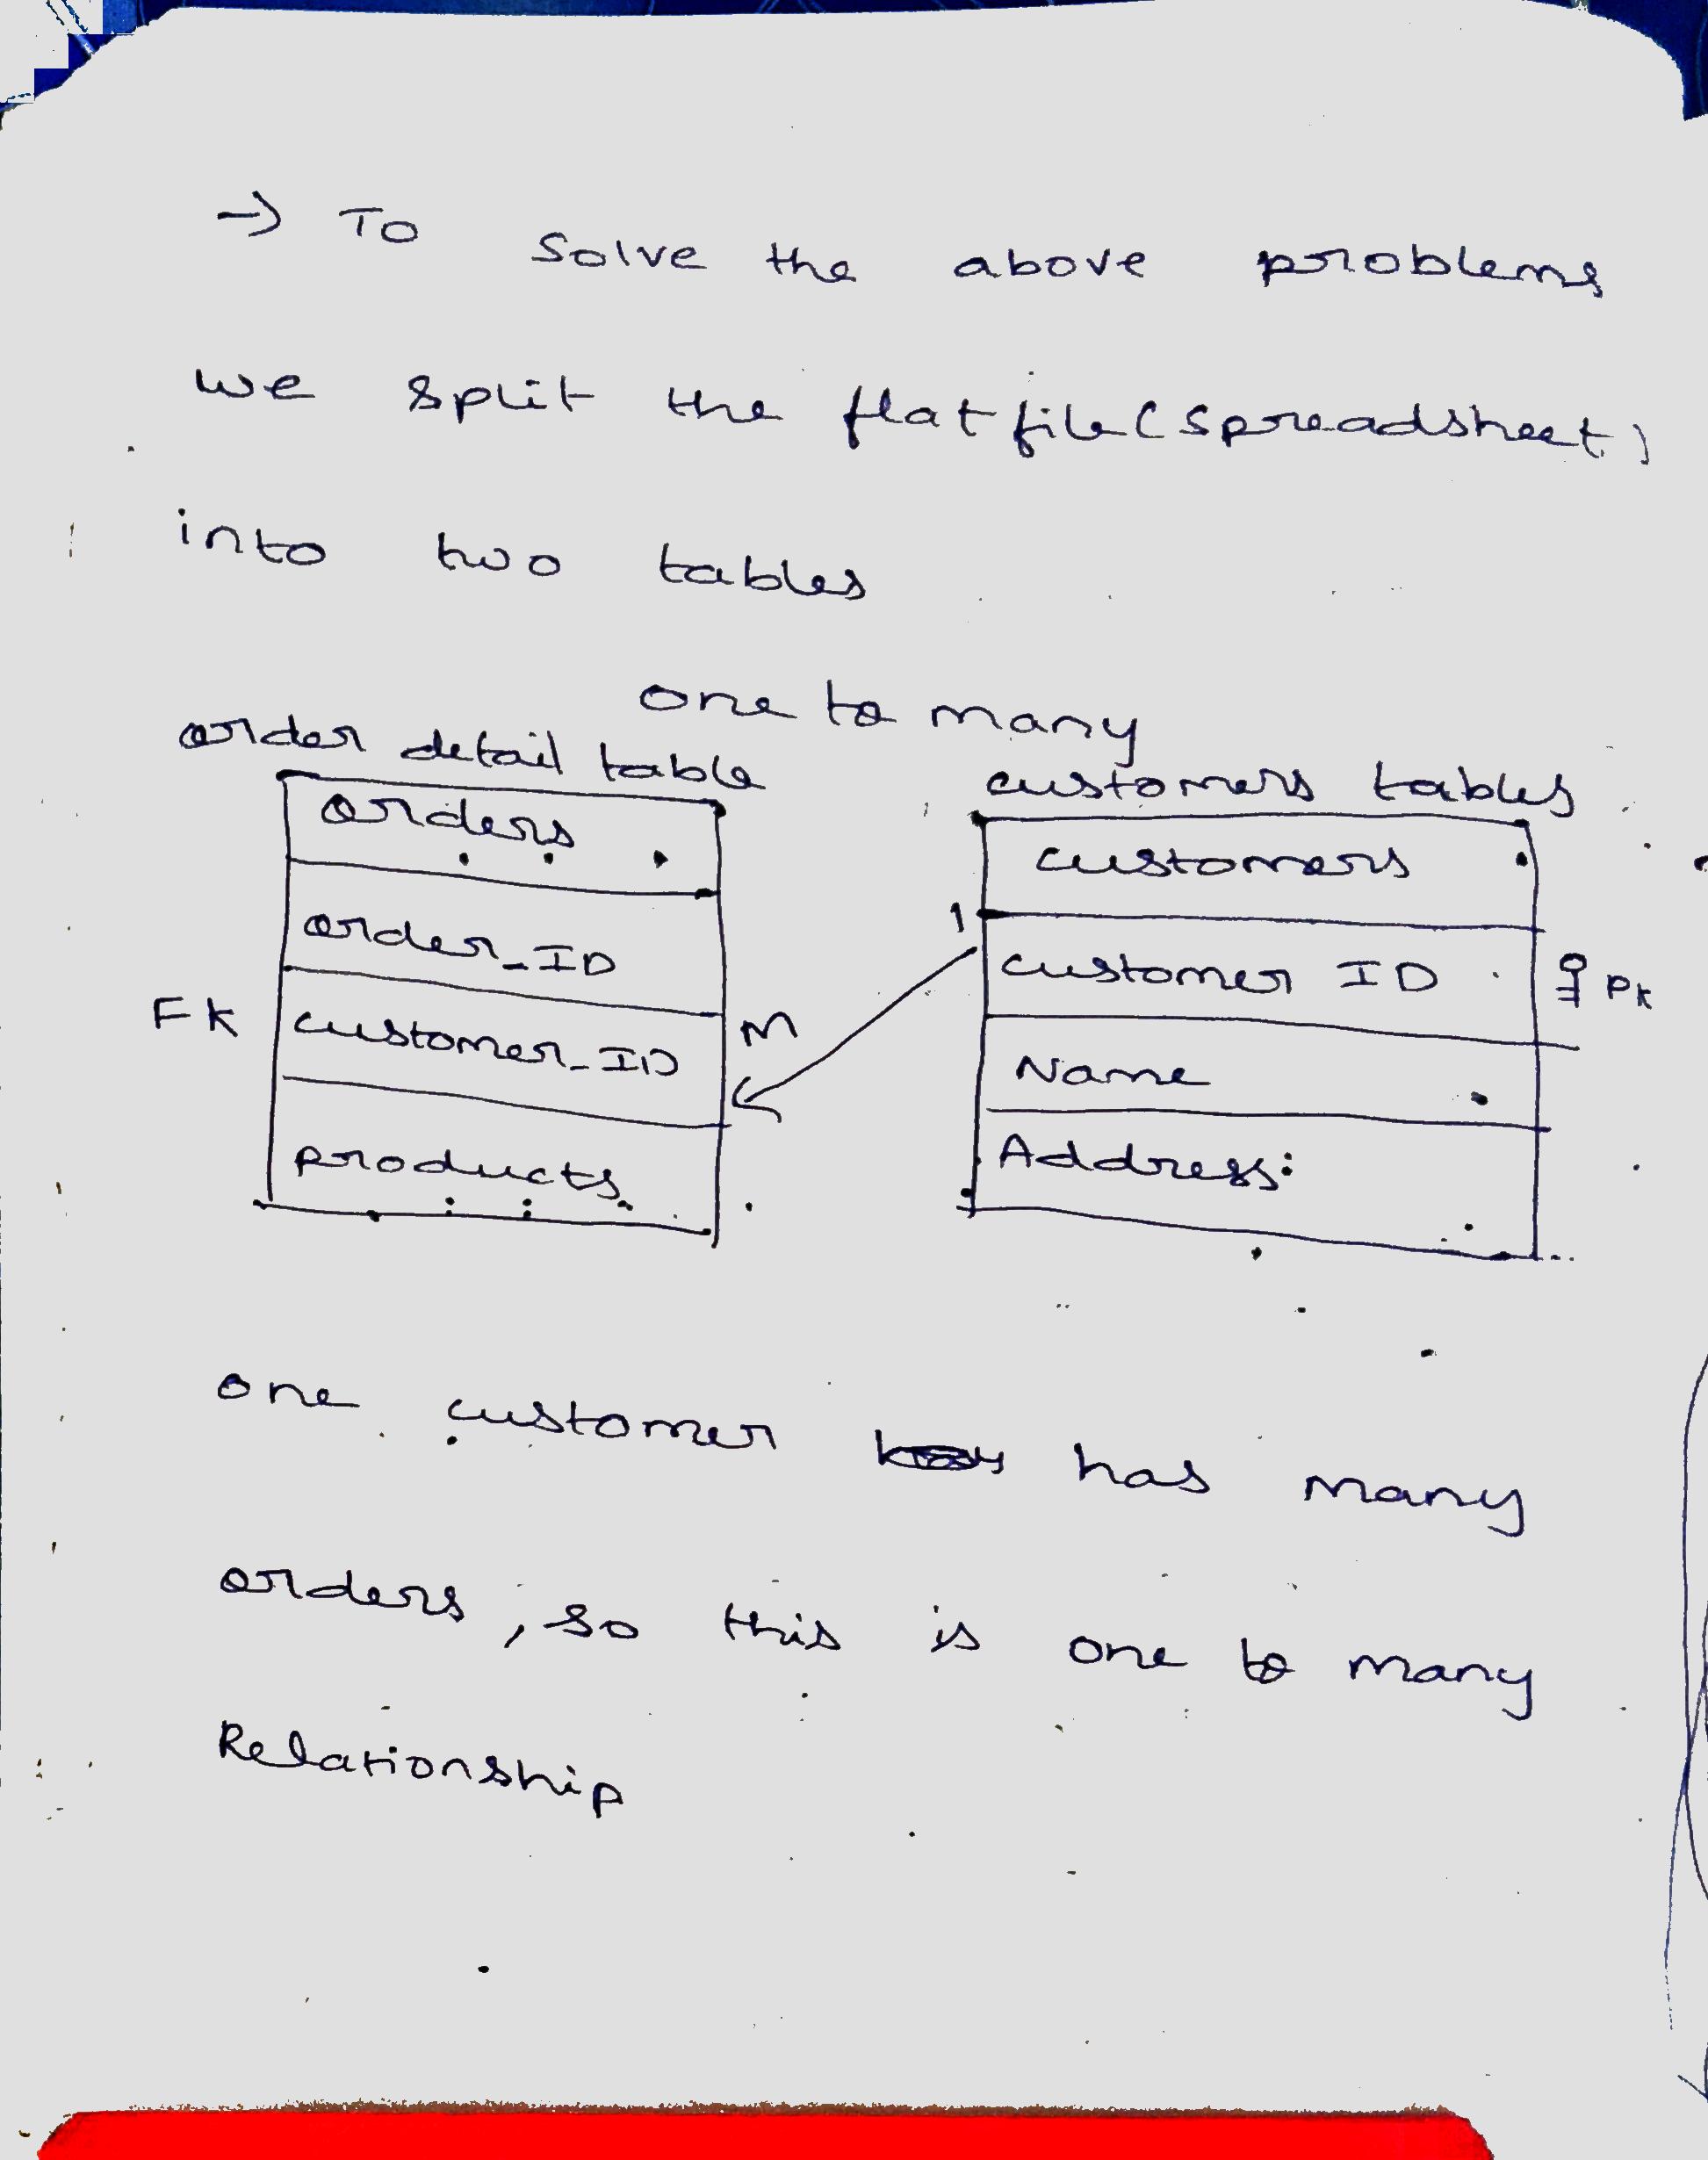 → To solve the above problems
we split the flat file (spreadsheet)
into two tables
one to many
order detail table
customers tables
orders
customers
order_ID
1
customer ID
PK
FK
customer_ID
M
Name
products
Address:
one customer has many
orders, so this is one to many
Relationship